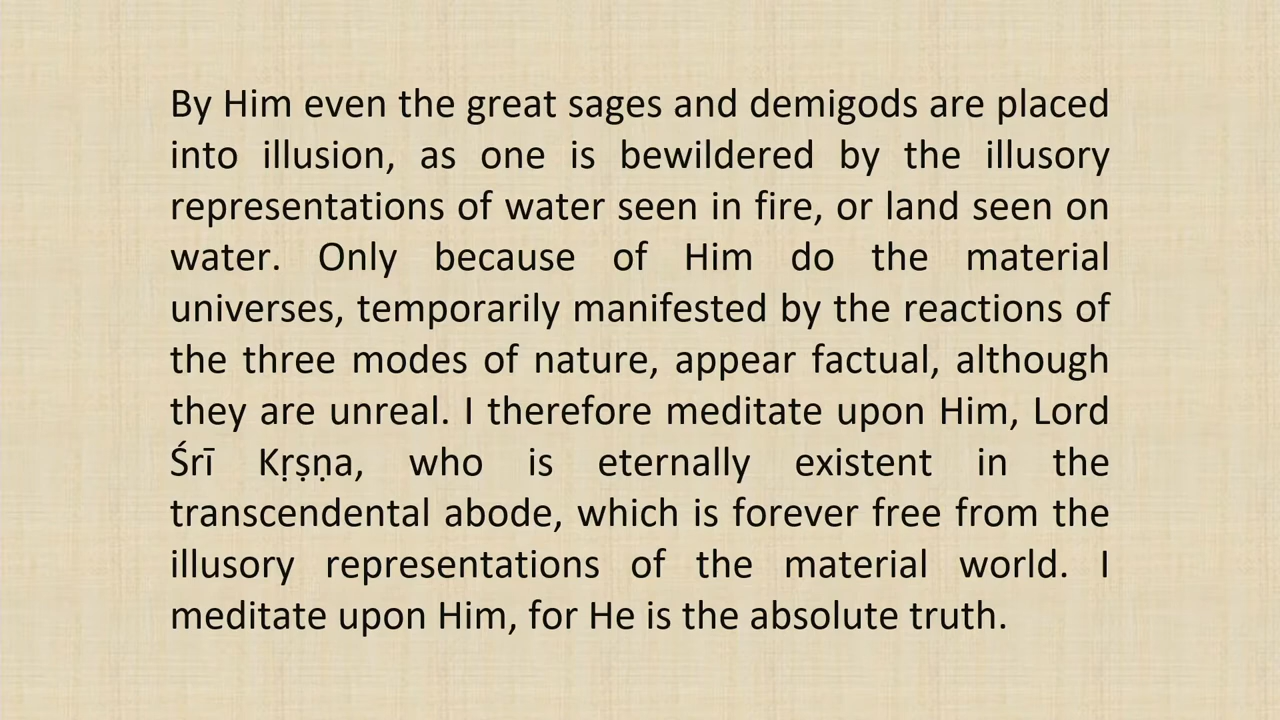 By Him even the great sages and demigods are placed
into illusion, as one is bewildered by the illusory
representations of water seen in fire, or land seen on
water. Only because of Him do the material
universes, temporarily manifested by the reactions of
the three modes of nature, appear factual, although
they are unreal. I therefore meditate upon Him, Lord
Śrī Kṛṣṇa, who is eternally existent in the
transcendental abode, which is forever free from the
illusory representations of the material world. I
meditate upon Him, for He is the absolute truth.